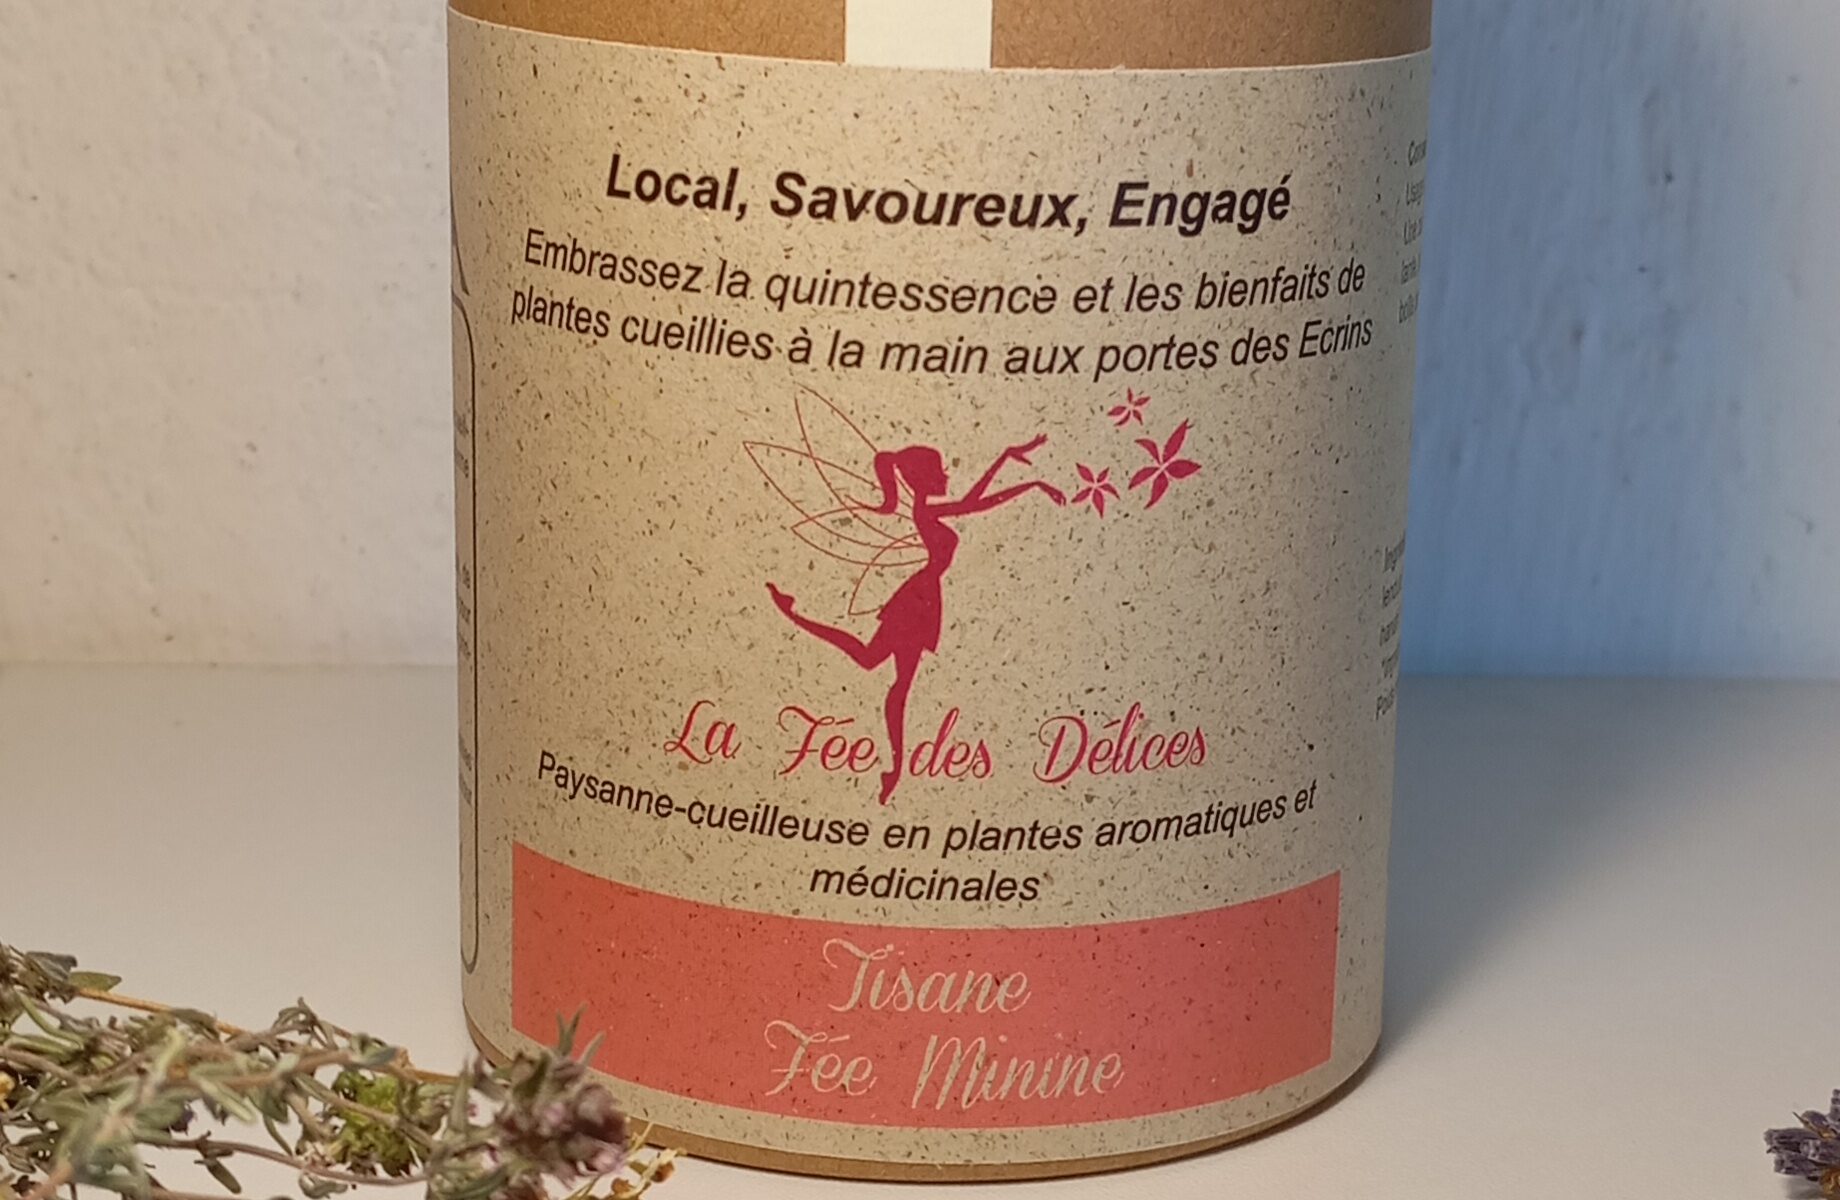 Local, Savoureux, Engagé
Embrassez la quintessence et les bienfaits de
plantes cueillies à la main aux portes des Ecrins
La Fée des Délices
Paysanne-cueilleuse en plantes aromatiques et
médicinales
Tisane
Fée Minine